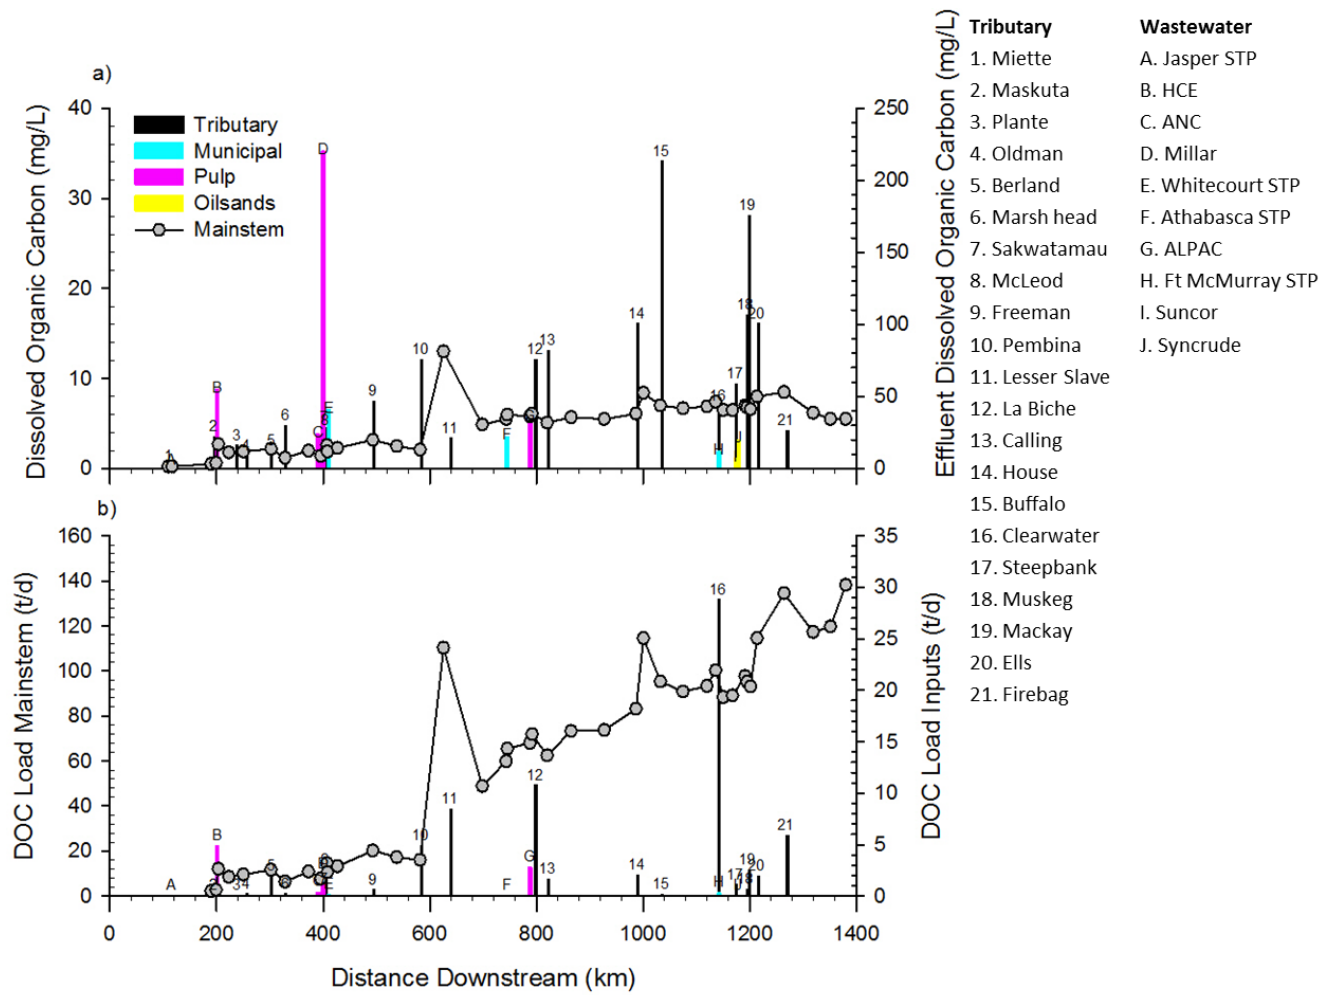 a)
Dissolved Organic Carbon (mg/L)
40
30
20
10
0
Tributary
Municipal
Pulp
Oilsands
Mainstem
1
2
B
3
4
5
6
C
D
E
9
10
11
F
G
12
13
14
15
16
H
17
J
18
19
20
21
250
200
150
100
50
0
Effluent Dissolved Organic Carbon (mg/L)
b)
DOC Load Mainstem (t/d)
160
140
120
100
80
60
40
20
0
A
2
B
3
4
5
6
E
9
10
11
F
G
12
13
14
15
16
H
17
J
18
19
20
21
35
30
25
20
15
10
5
0
DOC Load Inputs (t/d)
0 200 400 600 800 1000 1200 1400
Distance Downstream (km)
Tributary
1. Miette
2. Maskuta
3. Plante
4. Oldman
5. Berland
6. Marsh head
7. Sakwatamau
8. McLeod
9. Freeman
10. Pembina
11. Lesser Slave
12. La Biche
13. Calling
14. House
15. Buffalo
16. Clearwater
17. Steepbank
18. Muskeg
19. Mackay
20. Ells
21. Firebag
Wastewater
A. Jasper STP
B. HCE
C. ANC
D. Millar
E. Whitecourt STP
F. Athabasca STP
G. ALPAC
H. Ft McMurray STP
I. Suncor
J. Syncrude